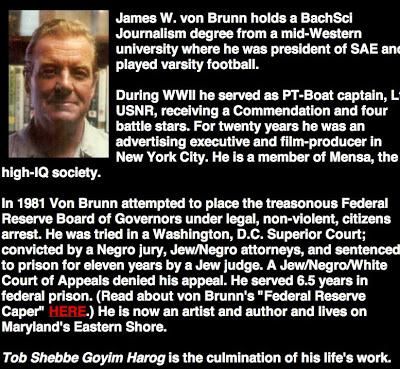 James W. von Brunn holds a BachSci
Journalism degree from a mid-Western
university where he was president of SAE and
played varsity football.
During WWII he served as PT-Boat captain, Lt.
USNR, receiving a Commendation and four
battle stars. For twenty years he was an
advertising executive and film-producer in
New York City. He is a member of Mensa, the
high-IQ society.
In 1981 Von Brunn attempted to place the treasonous Federal
Reserve Board of Governors under legal, non-violent, citizens
arrest. He was tried in a Washington, D.C. Superior Court;
convicted by a Negro jury, Jew/Negro attorneys, and sentenced
to prison for eleven years by a Jew judge. A Jew/Negro/White
Court of Appeals denied his appeal. He served 6.5 years in
federal prison. (Read about von Brunn's "Federal Reserve
Caper" HERE.) He is now an artist and author and lives on
Maryland's Eastern Shore.
Tob Shebbe Goyim Harog is the culmination of his life's work.